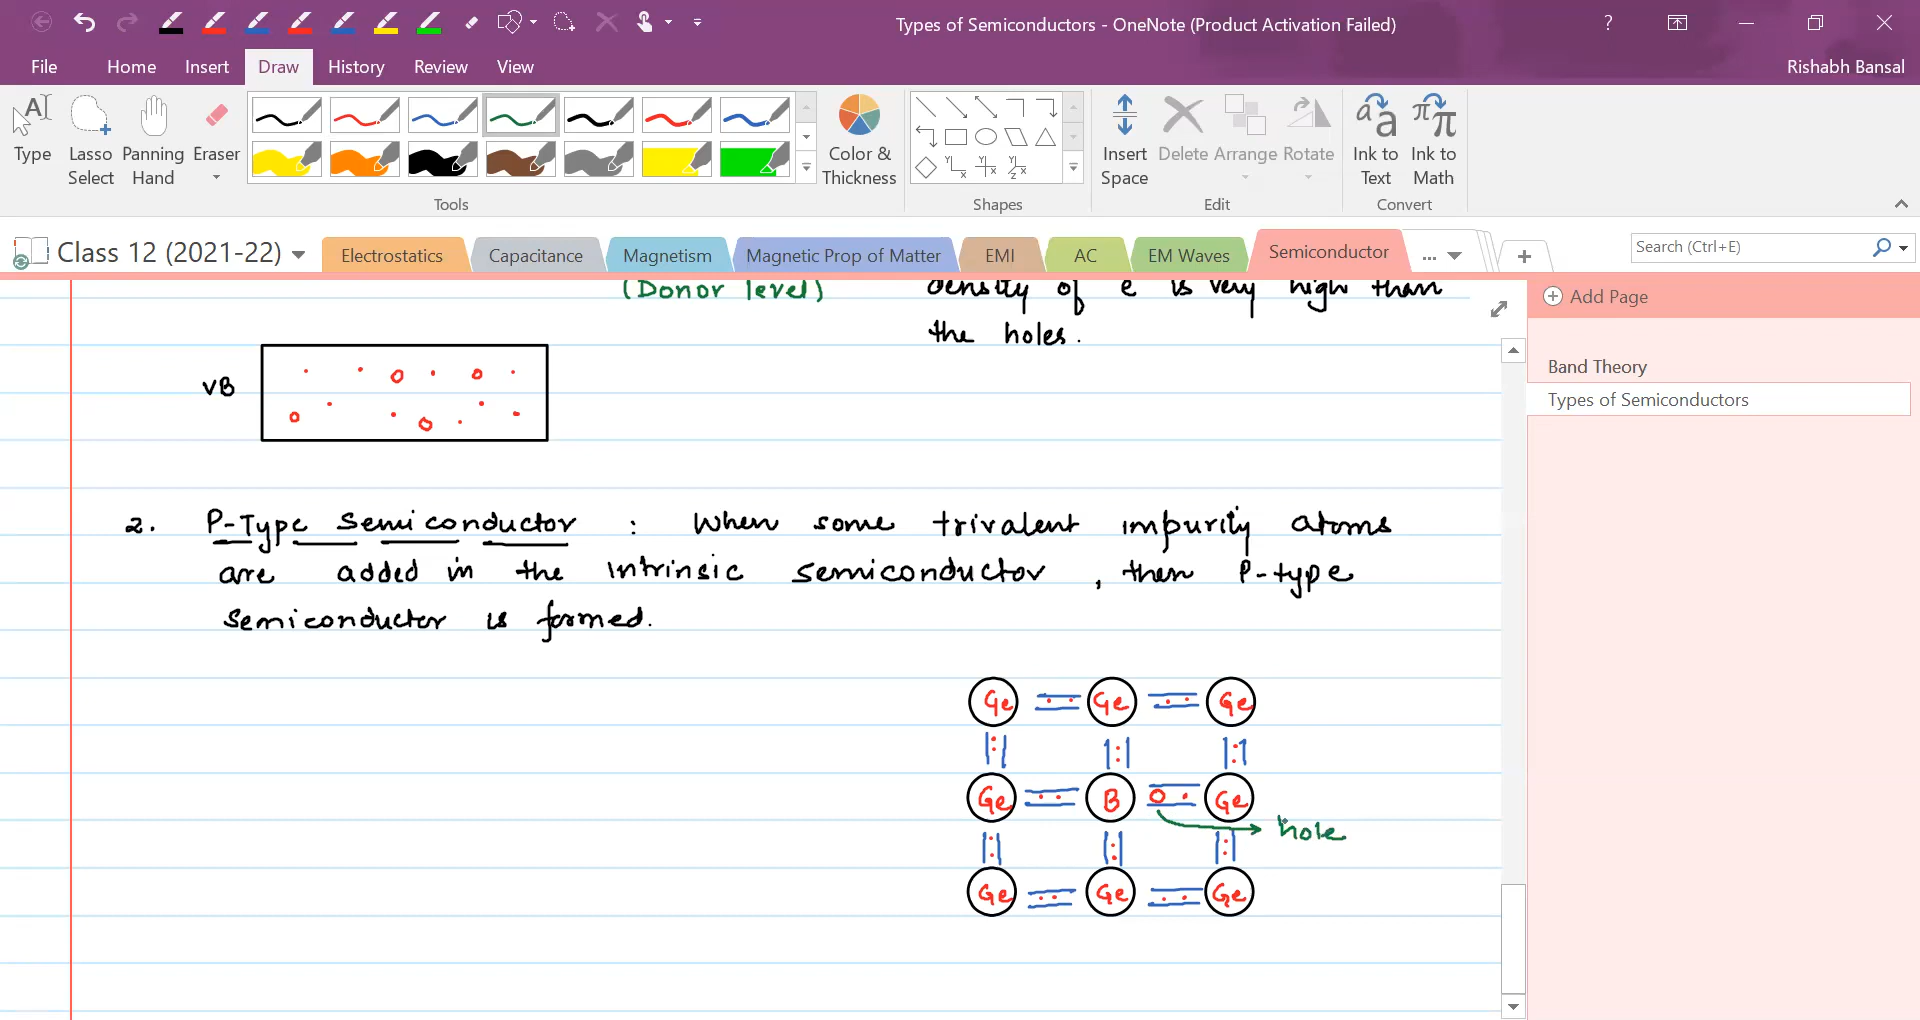 Types of Semiconductors - OneNote (Product Activation Failed)
?
File Home Insert Draw History Review View
Rishabh Bansal
Type
Lasso Select
Panning Hand
Eraser
Color & Thickness
Insert Space
Delete
Arrange
Rotate
Ink to Text
Ink to Math
Tools
Shapes
Edit
Convert
Class 12 (2021-22)
Electrostatics
Capacitance
Magnetism
Magnetic Prop of Matter
EMI
AC
EM Waves
Semiconductor
...
Search (Ctrl+E)
Add Page
Band Theory
Types of Semiconductors
(Donor level)
density of e is very high than
the holes.
VB
2. P-Type Semiconductor : When some trivalent impurity atoms
are added in the intrinsic semiconductor, then P-type
semiconductor is formed.
Ge Ge Ge
Ge B Ge
hole
Ge Ge Ge